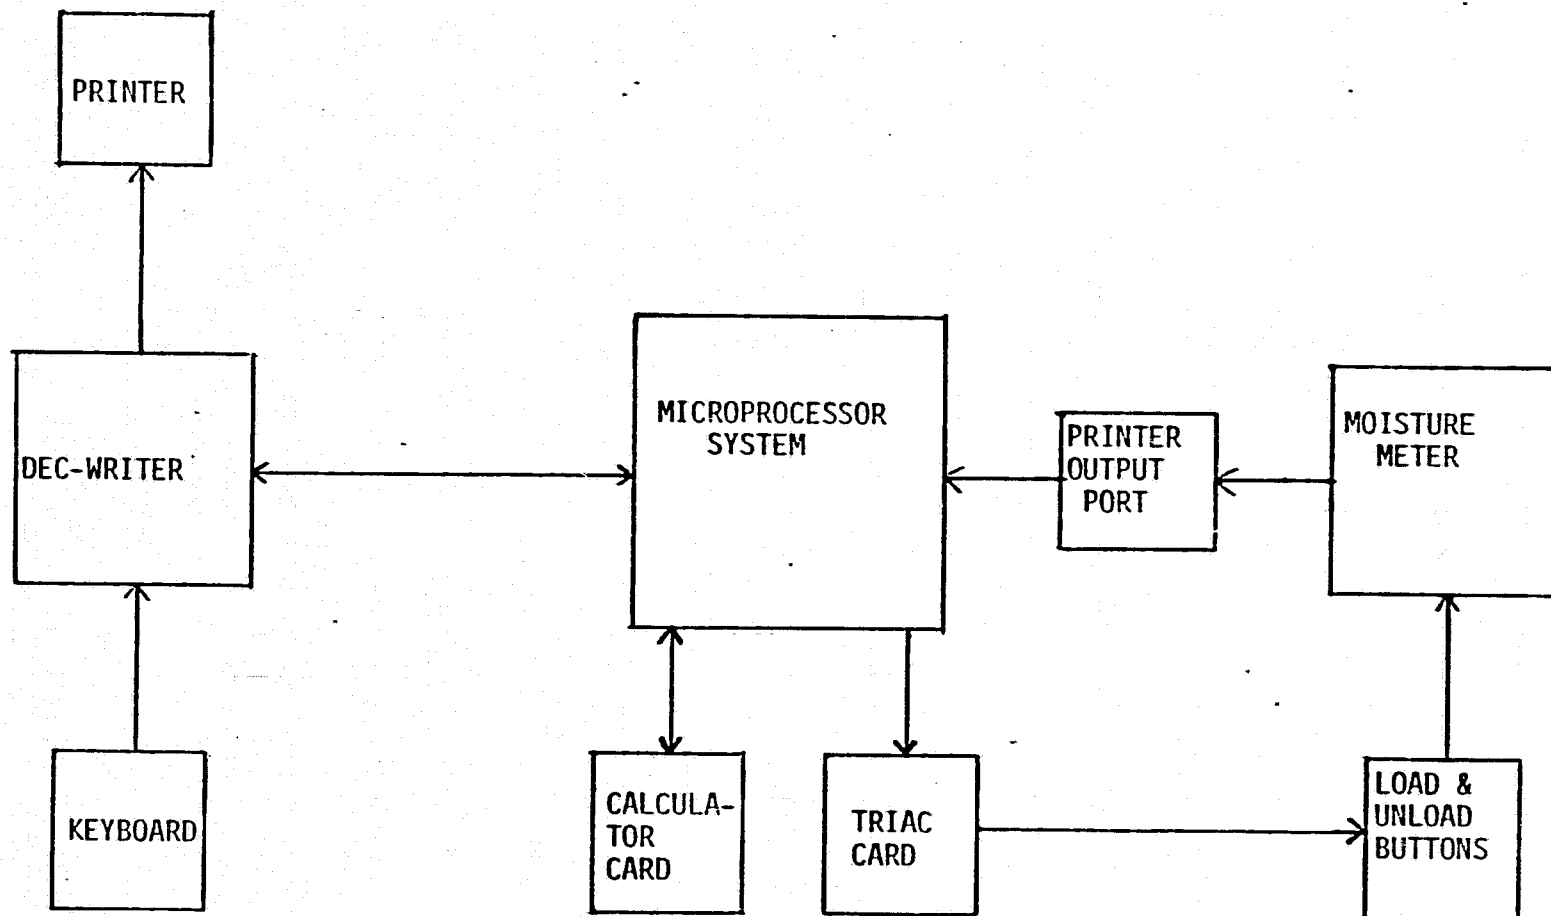 PRINTER
DEC-WRITER
KEYBOARD
MICROPROCESSOR
SYSTEM
CALCULA-
TOR
CARD
TRIAC
CARD
PRINTER
OUTPUT
PORT
MOISTURE
METER
LOAD &
UNLOAD
BUTTONS